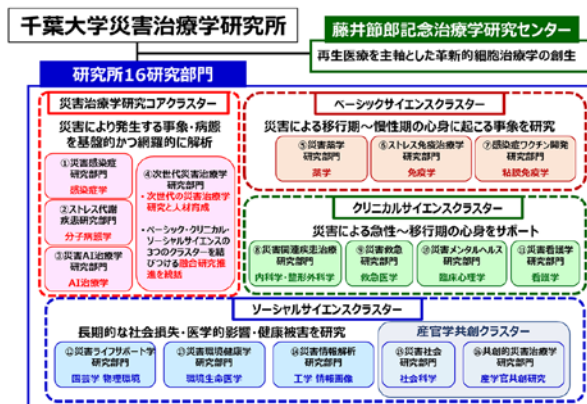 千葉大学災害治療学研究所
藤井節郎記念治療学研究センター
再生医療を主軸とした革新的細胞治療学の創生
研究所16研究部門
災害治療学研究コアクラスター
災害により発生する事象・病態
を基盤的かつ網羅的に解析
①災害感染症
研究部門
感染症学
②ストレス代謝
疾患研究部門
分子病態学
③災害AI治療学
研究部門
AI治療学
④次世代災害治療学
研究部門
・次世代の災害治療学
研究と人材育成
・ベーシック・クリニカル・
ソーシャルサイエンスの
3つのクラスターを結
びつける融合研究推
進を統括
ベーシックサイエンスクラスター
災害による移行期~慢性期の心身に起こる事象を研究
⑤災害薬学
研究部門
薬学
⑥ストレス免疫治療学
研究部門
免疫学
⑦感染症ワクチン開発
研究部門
粘膜免疫学
クリニカルサイエンスクラスター
災害による急性~移行期の心身をサポート
⑧災害関連疾患治療
研究部門
内科学・整形外科学
⑨災害救急
研究部門
救急医学
⑩災害メンタルヘルス
研究部門
臨床心理学
⑪災害看護学
研究部門
看護学
ソーシャルサイエンスクラスター
長期的な社会損失・医学的影響・健康被害を研究
⑫災害ライフサポート学
研究部門
園芸学 物理環境
⑬災害環境健康学
研究部門
環境生命医学
⑭災害情報解析
研究部門
工学 情報画像
産官学共創クラスター
⑮災害社会
研究部門
社会科学
⑯共創的災害治療学
研究部門
産学官共創研究